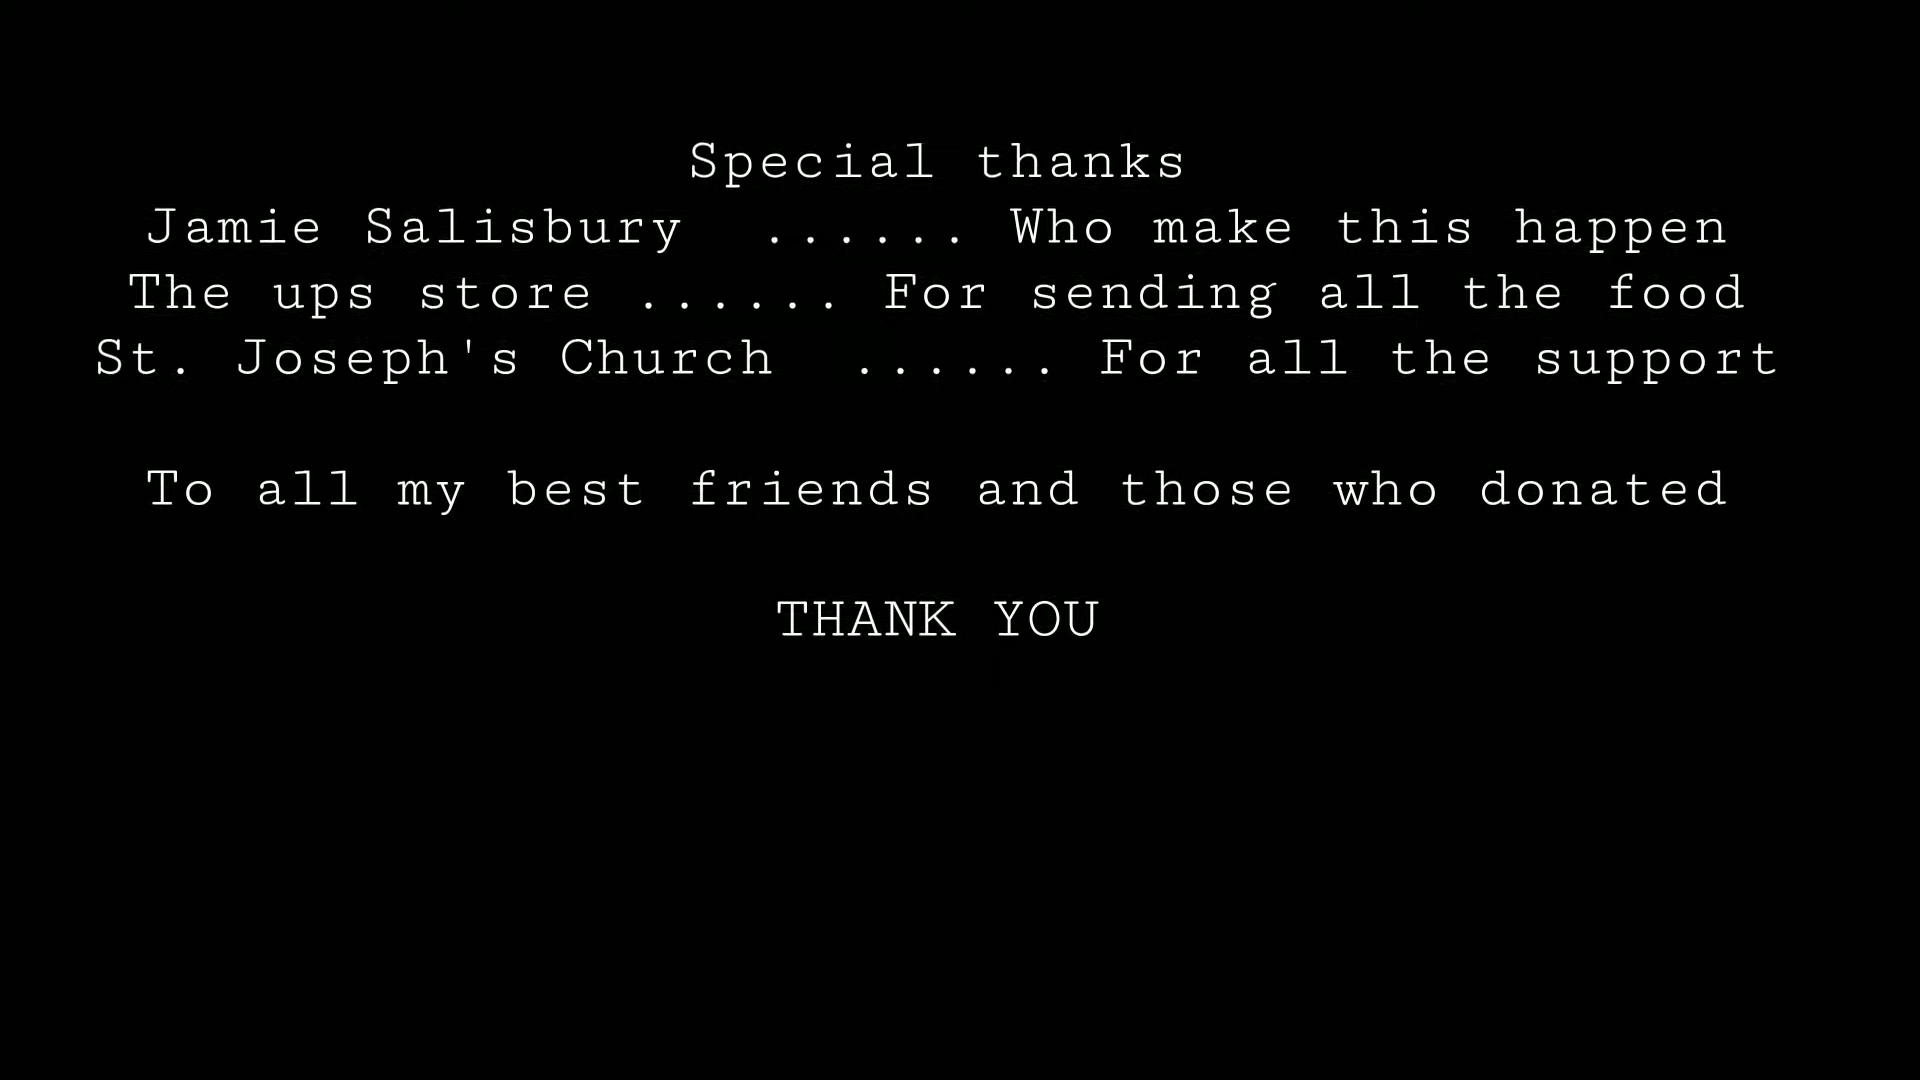 Special thanks
Jamie Salisbury ...... Who make this happen
The ups store ...... For sending all the food
St. Joseph's Church ...... For all the support
To all my best friends and those who donated
THANK YOU